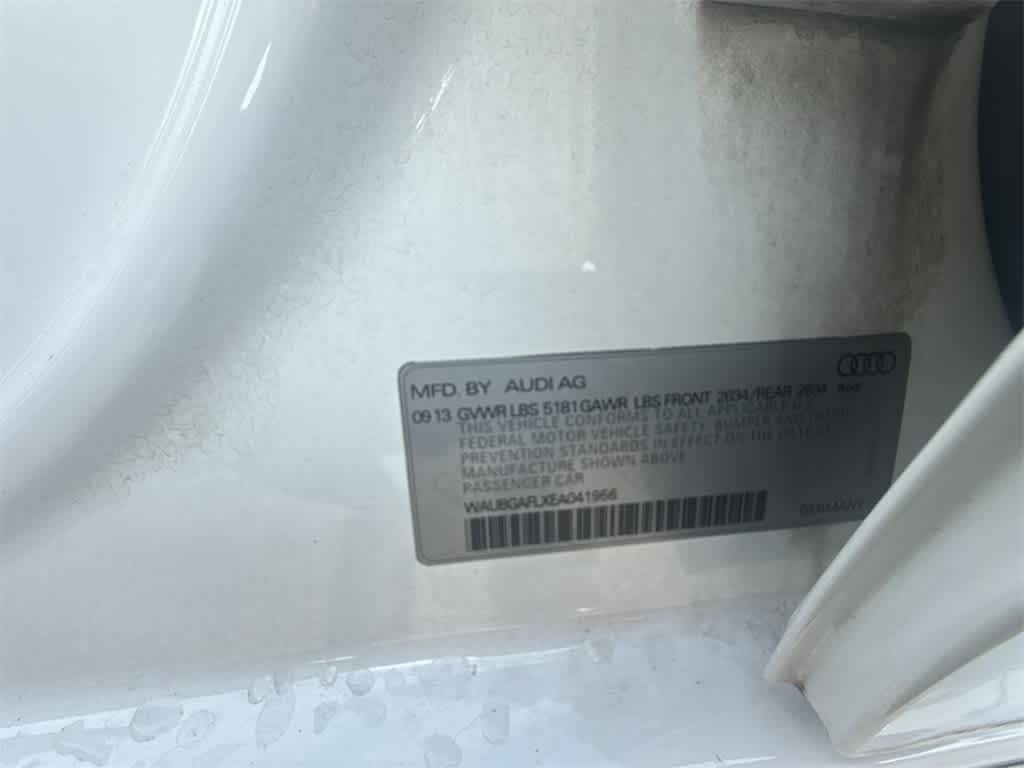 MFD. BY AUDI AG
09 13 GVWR LBS 5181 GAWR LBS FRONT 2834/REAR 2634
THIS VEHICLE CONFORMS TO ALL APPLICABLE U.S.
FEDERAL MOTOR VEHICLE SAFETY, BUMPER AND THEFT
PREVENTION STANDARDS IN EFFECT ON THE DATE OF
MANUFACTURE SHOWN ABOVE
PASSENGER CAR
WAUBGAFLXEA041956
GERMANY